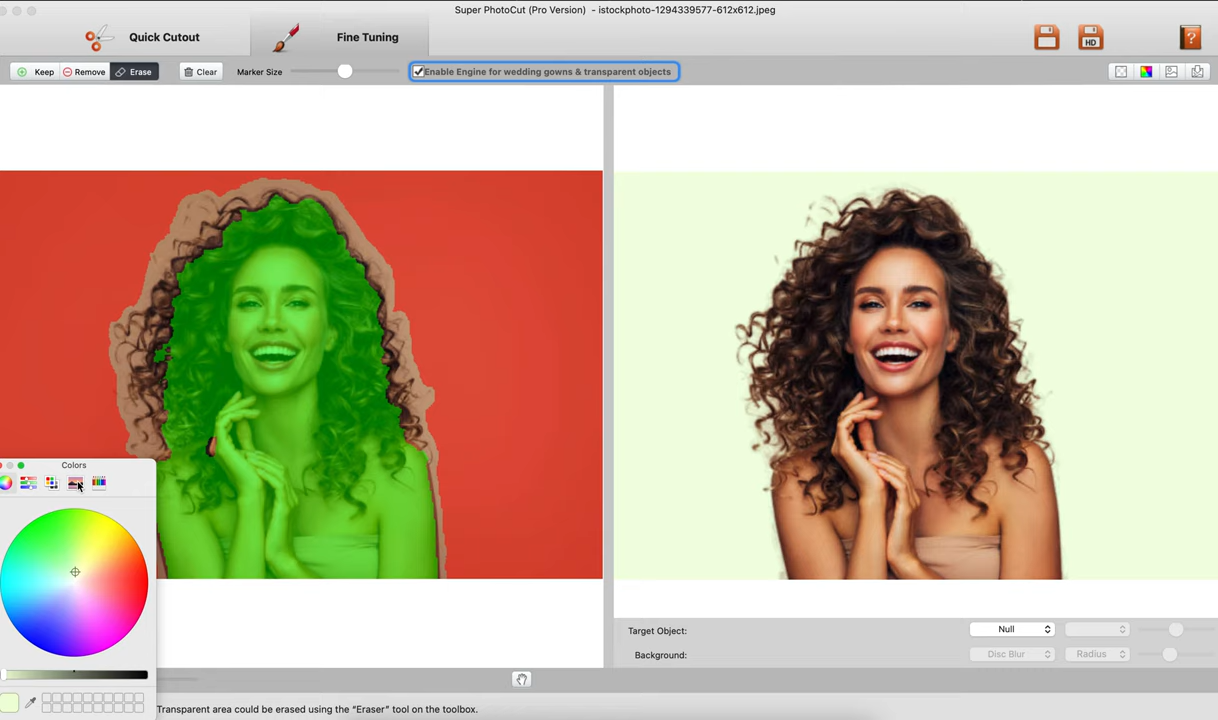 Super PhotoCut (Pro Version) - istockphoto-1294339577-612x612.jpeg
Quick Cutout
Fine Tuning
HD
?
Keep
Remove
Erase
Clear
Marker Size
Enable Engine for wedding gowns & transparent objects
Colors
Target Object:
Null
Background:
Disc Blur
Radius
Transparent area could be erased using the “Eraser” tool on the toolbox.